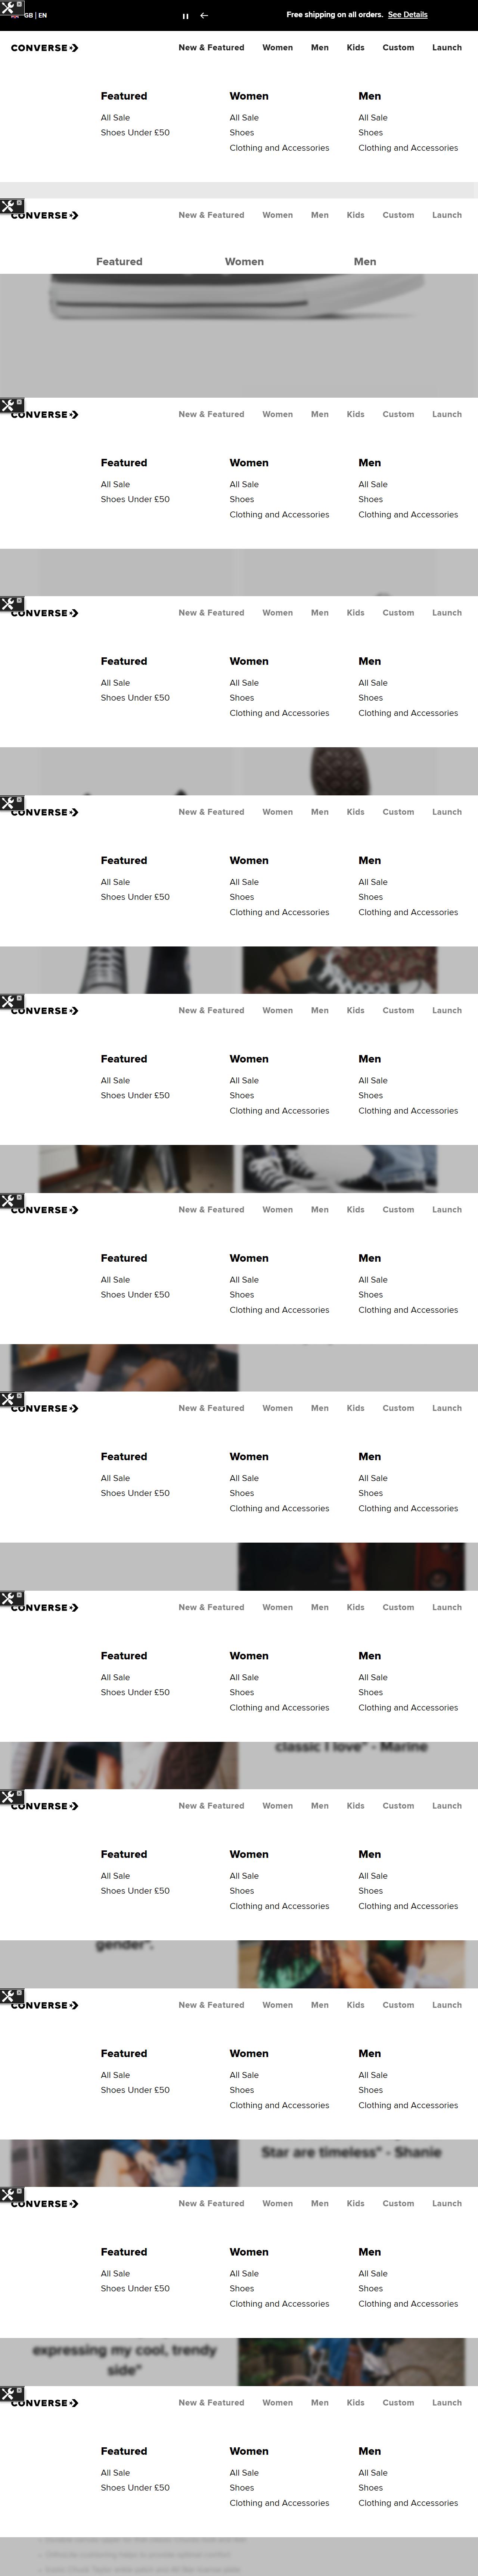 GB | EN
Free shipping on all orders. See Details
CONVERSE
New & Featured Women Men Kids Custom Launch
Featured Women Men
All Sale All Sale All Sale
Shoes Under £50 Shoes Shoes
Clothing and Accessories Clothing and Accessories
CONVERSE
New & Featured Women Men Kids Custom Launch
Featured Women Men
CONVERSE
New & Featured Women Men Kids Custom Launch
Featured Women Men
All Sale All Sale All Sale
Shoes Under £50 Shoes Shoes
Clothing and Accessories Clothing and Accessories
CONVERSE
New & Featured Women Men Kids Custom Launch
Featured Women Men
All Sale All Sale All Sale
Shoes Under £50 Shoes Shoes
Clothing and Accessories Clothing and Accessories
CONVERSE
New & Featured Women Men Kids Custom Launch
Featured Women Men
All Sale All Sale All Sale
Shoes Under £50 Shoes Shoes
Clothing and Accessories Clothing and Accessories
CONVERSE
New & Featured Women Men Kids Custom Launch
Featured Women Men
All Sale All Sale All Sale
Shoes Under £50 Shoes Shoes
Clothing and Accessories Clothing and Accessories
CONVERSE
New & Featured Women Men Kids Custom Launch
Featured Women Men
All Sale All Sale All Sale
Shoes Under £50 Shoes Shoes
Clothing and Accessories Clothing and Accessories
CONVERSE
New & Featured Women Men Kids Custom Launch
Featured Women Men
All Sale All Sale All Sale
Shoes Under £50 Shoes Shoes
Clothing and Accessories Clothing and Accessories
CONVERSE
New & Featured Women Men Kids Custom Launch
Featured Women Men
All Sale All Sale All Sale
Shoes Under £50 Shoes Shoes
Clothing and Accessories Clothing and Accessories
classic I love" - Marine
CONVERSE
New & Featured Women Men Kids Custom Launch
Featured Women Men
All Sale All Sale All Sale
Shoes Under £50 Shoes Shoes
Clothing and Accessories Clothing and Accessories
gender".
CONVERSE
New & Featured Women Men Kids Custom Launch
Featured Women Men
All Sale All Sale All Sale
Shoes Under £50 Shoes Shoes
Clothing and Accessories Clothing and Accessories
Star are timeless" - Shanie
CONVERSE
New & Featured Women Men Kids Custom Launch
Featured Women Men
All Sale All Sale All Sale
Shoes Under £50 Shoes Shoes
Clothing and Accessories Clothing and Accessories
expressing my cool, trendy
side"
CONVERSE
New & Featured Women Men Kids Custom Launch
Featured Women Men
All Sale All Sale All Sale
Shoes Under £50 Shoes Shoes
Clothing and Accessories Clothing and Accessories